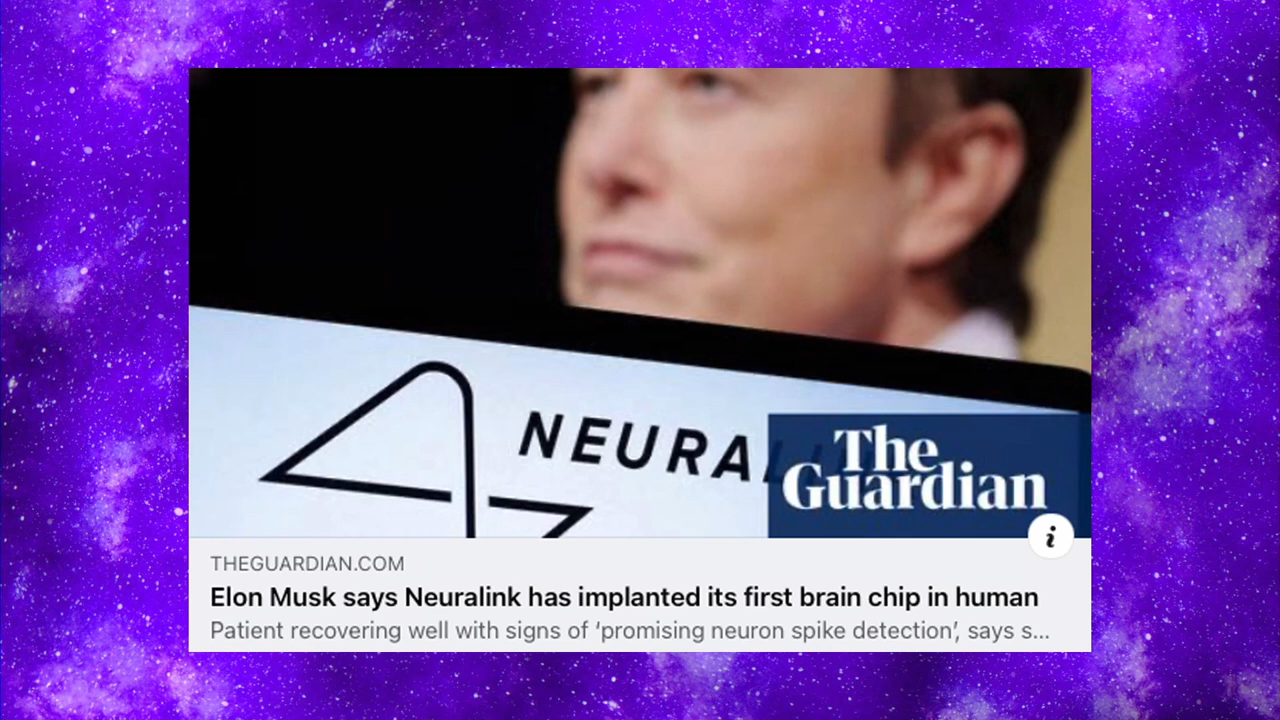 NEURAL
The
Guardian
i
THEGUARDIAN.COM
Elon Musk says Neuralink has implanted its first brain chip in human
Patient recovering well with signs of ‘promising neuron spike detection’, says s...